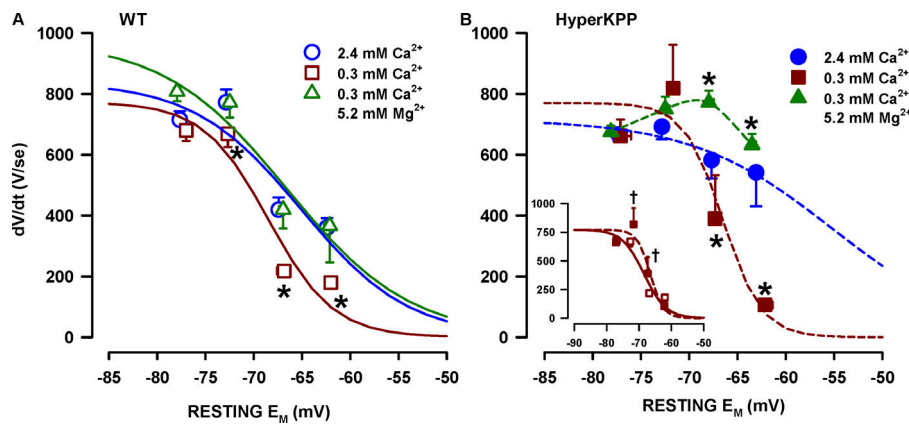 A WT
2.4 mM Ca²⁺
0.3 mM Ca²⁺
0.3 mM Ca²⁺
5.2 mM Mg²⁺
dV/dt (V/se)
1000
800
600
400
200
0
-85 -80 -75 -70 -65 -60 -55 -50
RESTING E_M (mV)
* * *
B HyperKPP
2.4 mM Ca²⁺
0.3 mM Ca²⁺
0.3 mM Ca²⁺
5.2 mM Mg²⁺
1000
800
600
400
200
0
* * * *
† †
1000
750
500
250
0
-90 -80 -70 -60 -50
-85 -80 -75 -70 -65 -60 -55 -50
RESTING E_M (mV)